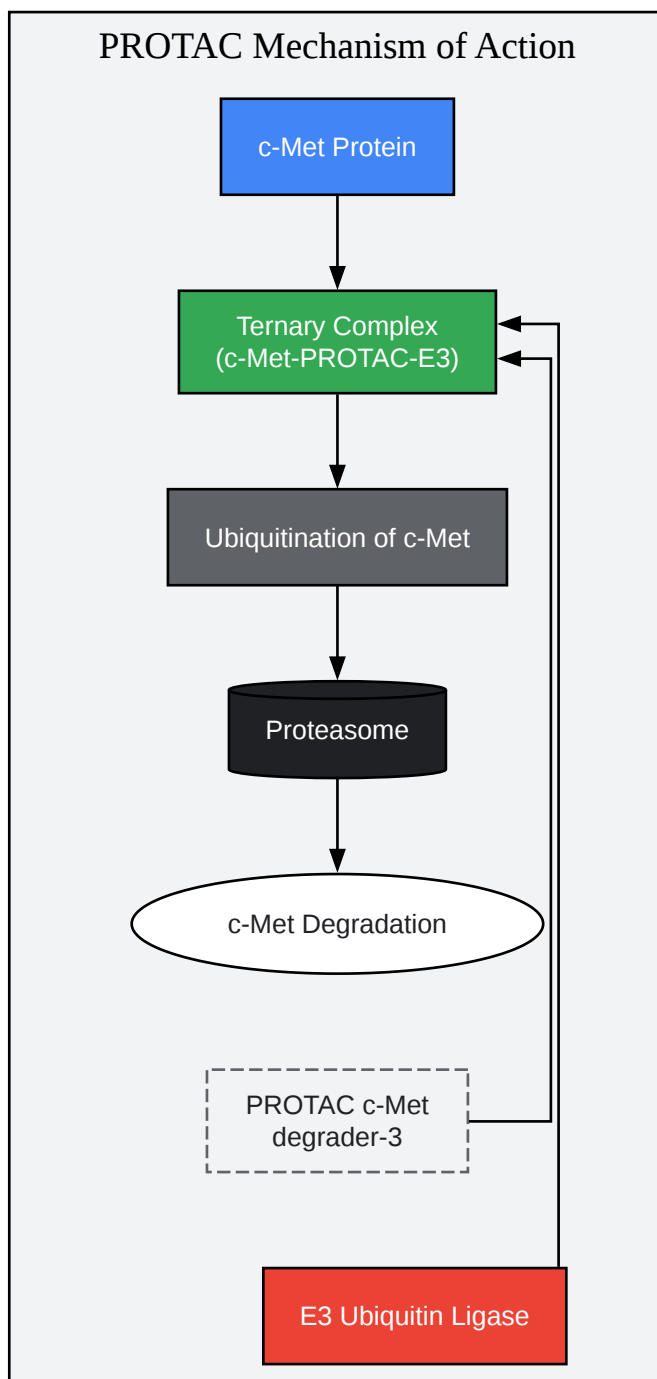 PROTAC Mechanism of Action
c-Met Protein
Ternary Complex
(c-Met-PROTAC-E3)
Ubiquitination of c-Met
Proteasome
c-Met Degradation
PROTAC c-Met
degrader-3
E3 Ubiquitin Ligase